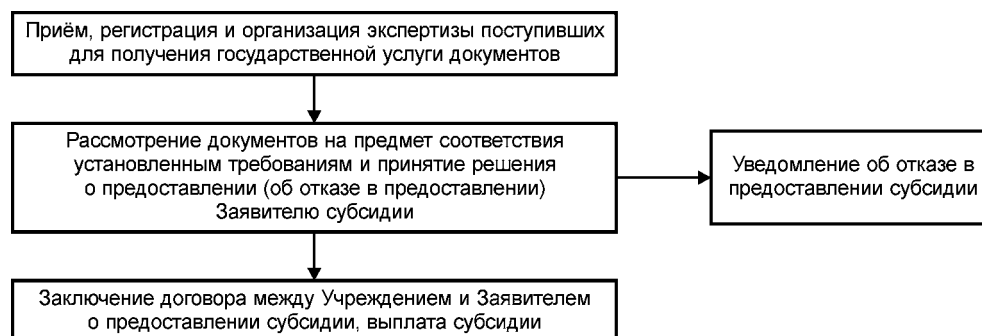 Приём, регистрация и организация экспертизы поступивших
для получения государственной услуги документов
Рассмотрение документов на предмет соответствия
установленным требованиям и принятие решения
о предоставлении (об отказе в предоставлении)
Заявителю субсидии
Уведомление об отказе в
предоставлении субсидии
Заключение договора между Учреждением и Заявителем
о предоставлении субсидии, выплата субсидии